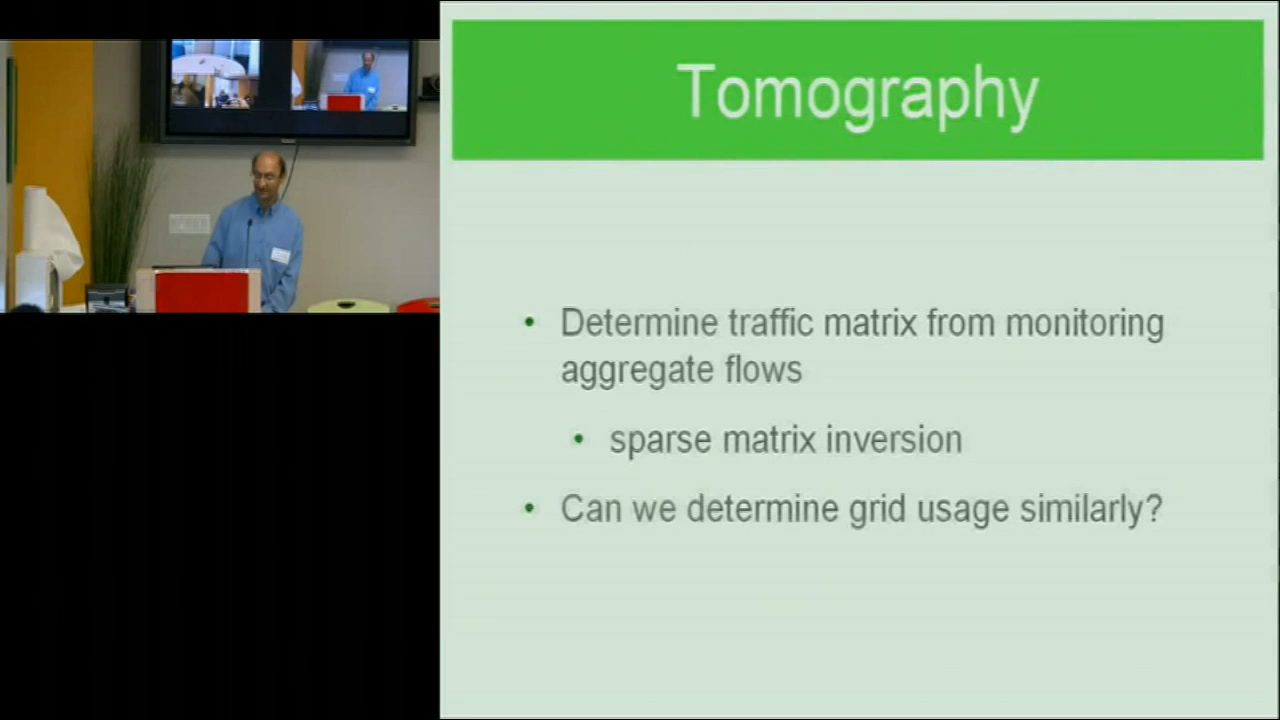 Tomography
• Determine traffic matrix from monitoring
aggregate flows
• sparse matrix inversion
• Can we determine grid usage similarly?